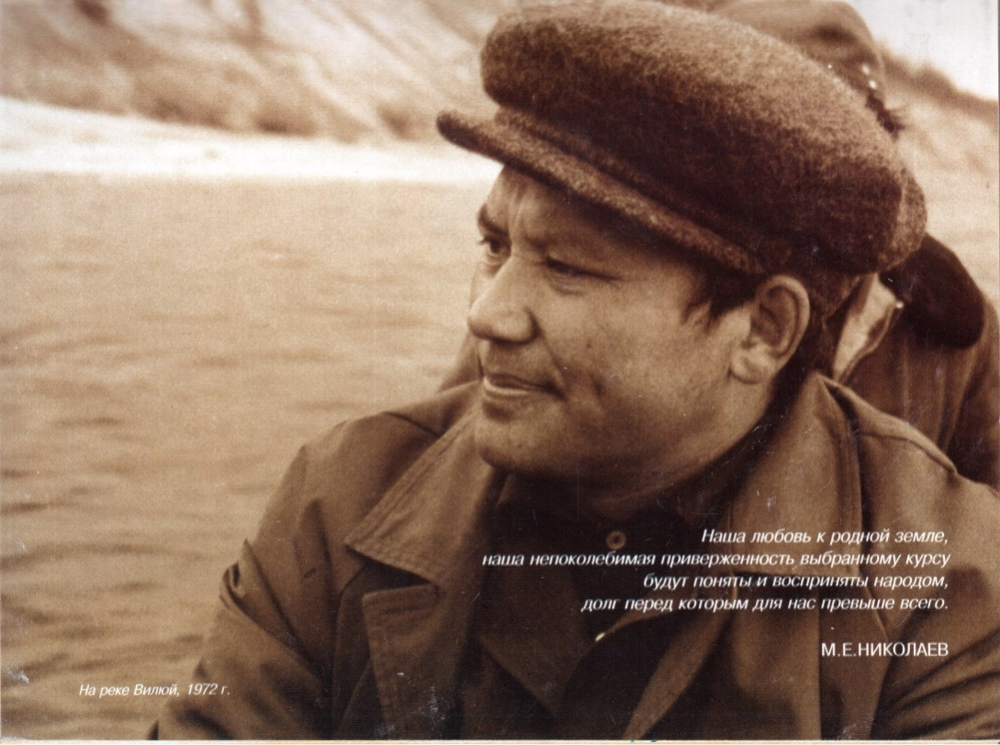 Наша любовь к родной земле,
наша непоколебимая приверженность выбранному курсу
будут поняты и восприняты народом,
долг перед которым для нас превыше всего.
М.Е.НИКОЛАЕВ
На реке Вилюй, 1972 г.